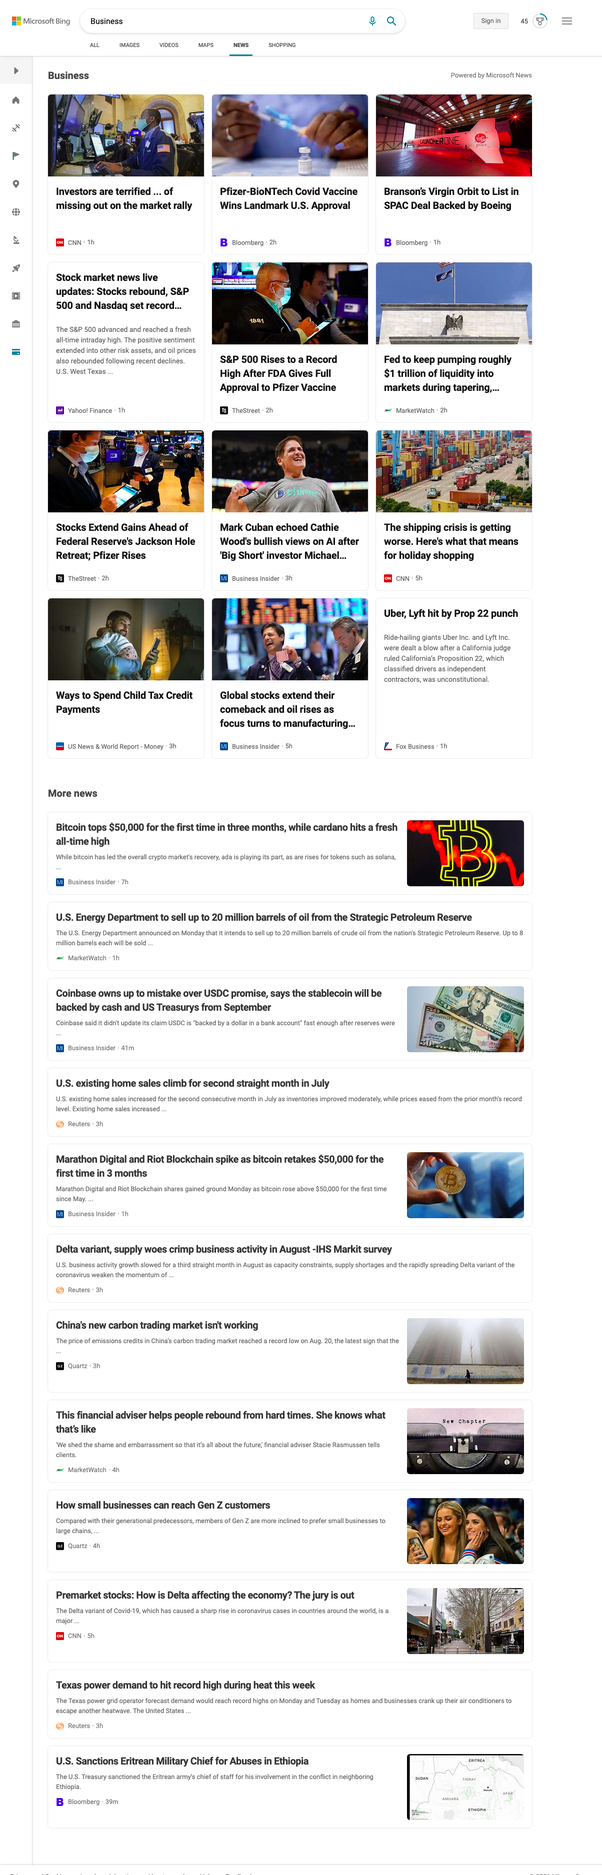 Microsoft Bing
Business
Sign in
45
ALL IMAGES VIDEOS MAPS NEWS SHOPPING
Business
Powered by Microsoft News
Investors are terrified ... of
missing out on the market rally
CNN · 1h
Pfizer-BioNTech Covid Vaccine
Wins Landmark U.S. Approval
Bloomberg · 2h
Branson's Virgin Orbit to List in
SPAC Deal Backed by Boeing
Bloomberg · 1h
Stock market news live
updates: Stocks rebound, S&P
500 and Nasdaq set record...
The S&P 500 advanced and reached a fresh
all-time intraday high. The positive sentiment
extended into other risk assets, and oil prices
also rebounded following recent declines.
U.S. West Texas ...
Yahoo! Finance · 1h
S&P 500 Rises to a Record
High After FDA Gives Full
Approval to Pfizer Vaccine
TheStreet · 2h
Fed to keep pumping roughly
$1 trillion of liquidity into
markets during tapering,...
MarketWatch · 2h
Stocks Extend Gains Ahead of
Federal Reserve's Jackson Hole
Retreat; Pfizer Rises
TheStreet · 2h
Mark Cuban echoed Cathie
Wood's bullish views on AI after
'Big Short' investor Michael...
Business Insider · 3h
The shipping crisis is getting
worse. Here's what that means
for holiday shopping
CNN · 5h
Ways to Spend Child Tax Credit
Payments
US News & World Report - Money · 3h
Global stocks extend their
comeback and oil rises as
focus turns to manufacturing...
Business Insider · 5h
Uber, Lyft hit by Prop 22 punch
Ride-hailing giants Uber Inc. and Lyft Inc.
were dealt a blow after a California judge
ruled California's Proposition 22, which
classified drivers as independent
contractors, was unconstitutional.
Fox Business · 1h
More news
Bitcoin tops $50,000 for the first time in three months, while cardano hits a fresh
all-time high
While bitcoin has led the overall crypto market's recovery, ada is playing its part, as are rises for tokens such as solana,
...
Business Insider · 7h
U.S. Energy Department to sell up to 20 million barrels of oil from the Strategic Petroleum Reserve
The U.S. Energy Department announced on Monday that it intends to sell up to 20 million barrels of crude oil from the nation's Strategic Petroleum Reserve. Up to 8
million barrels each will be sold ...
MarketWatch · 1h
Coinbase owns up to mistake over USDC promise, says the stablecoin will be
backed by cash and US Treasurys from September
Coinbase said it didn't update its claim USDC is "backed by a dollar in a bank account" fast enough after reserves were
...
Business Insider · 41m
U.S. existing home sales climb for second straight month in July
U.S. existing home sales increased for the second consecutive month in July as inventories improved moderately, while prices eased from the prior month's record
level. Existing home sales increased ...
Reuters · 3h
Marathon Digital and Riot Blockchain spike as bitcoin retakes $50,000 for the
first time in 3 months
Marathon Digital and Riot Blockchain shares gained ground Monday as bitcoin rose above $50,000 for the first time
since May. ...
Business Insider · 1h
Delta variant, supply woes crimp business activity in August -IHS Markit survey
U.S. business activity growth slowed for a third straight month in August as capacity constraints, supply shortages and the rapidly spreading Delta variant of the
coronavirus weaken the momentum of ...
Reuters · 3h
China's new carbon trading market isn't working
The price of emissions credits in China's carbon trading market reached a record low on Aug. 20, the latest sign that the
...
Quartz · 3h
This financial adviser helps people rebound from hard times. She knows what
that's like
'We shed the shame and embarrassment so that it's all about the future,' financial adviser Stacie Rasmussen tells
clients.
MarketWatch · 4h
New Chapter
How small businesses can reach Gen Z customers
Compared with their generational predecessors, members of Gen Z are more inclined to prefer small businesses to
large chains, ...
Quartz · 4h
Premarket stocks: How is Delta affecting the economy? The jury is out
The Delta variant of Covid-19, which has caused a sharp rise in coronavirus cases in countries around the world, is a
major ...
CNN · 5h
Texas power demand to hit record high during heat this week
The Texas power grid operator forecast demand would reach record highs on Monday and Tuesday as homes and businesses crank up their air conditioners to
escape another heatwave. The United States ...
Reuters · 3h
U.S. Sanctions Eritrean Military Chief for Abuses in Ethiopia
The U.S. Treasury sanctioned the Eritrean army's chief of staff for his involvement in the conflict in neighboring
Ethiopia.
Bloomberg · 39m
ERITREA
SUDAN
TIGRAY
AMHARA
AFAR
ETHIOPIA